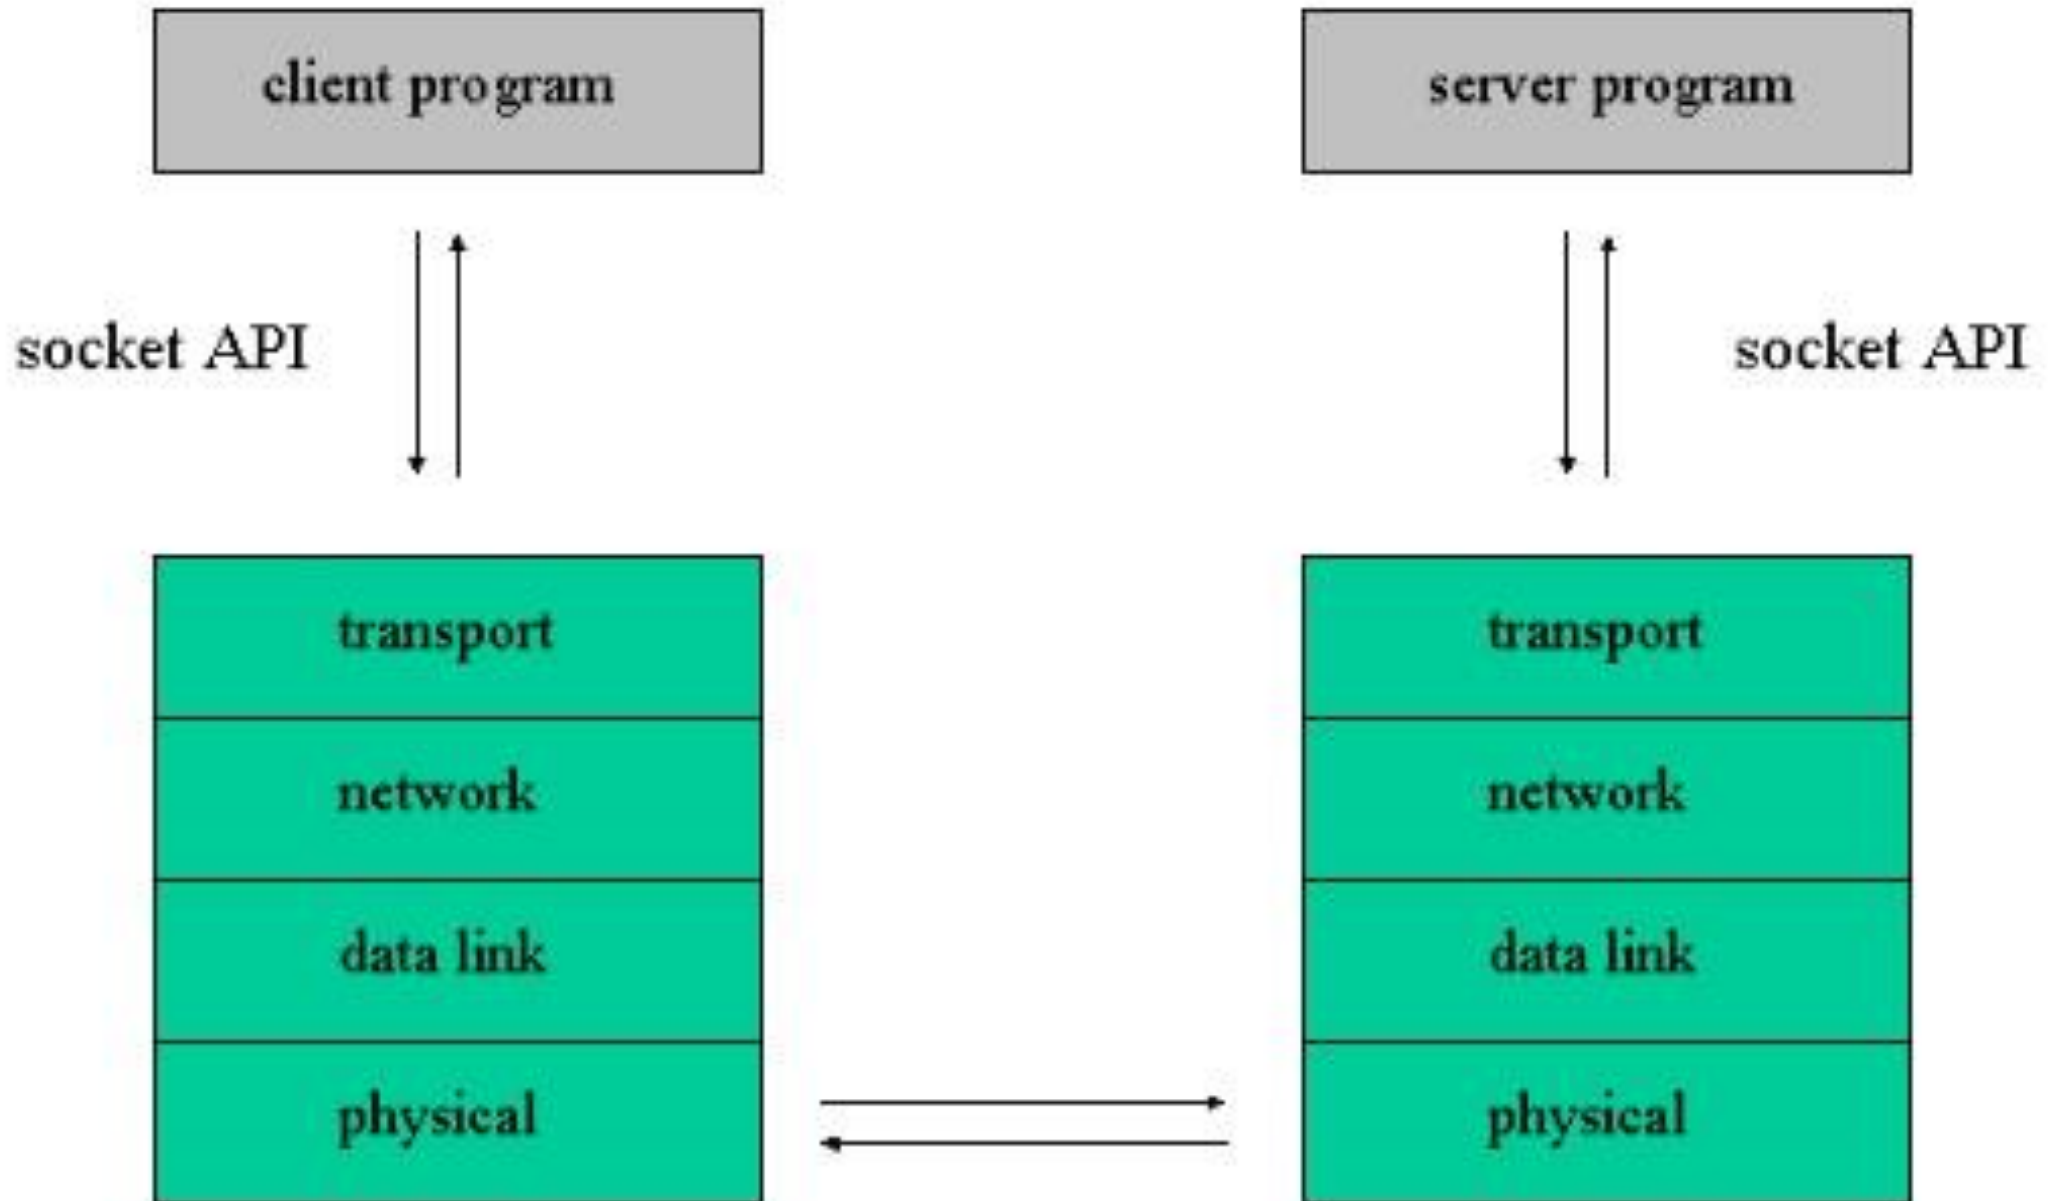 client program
server program
socket API
socket API
transport
transport
network
network
data link
data link
physical
physical